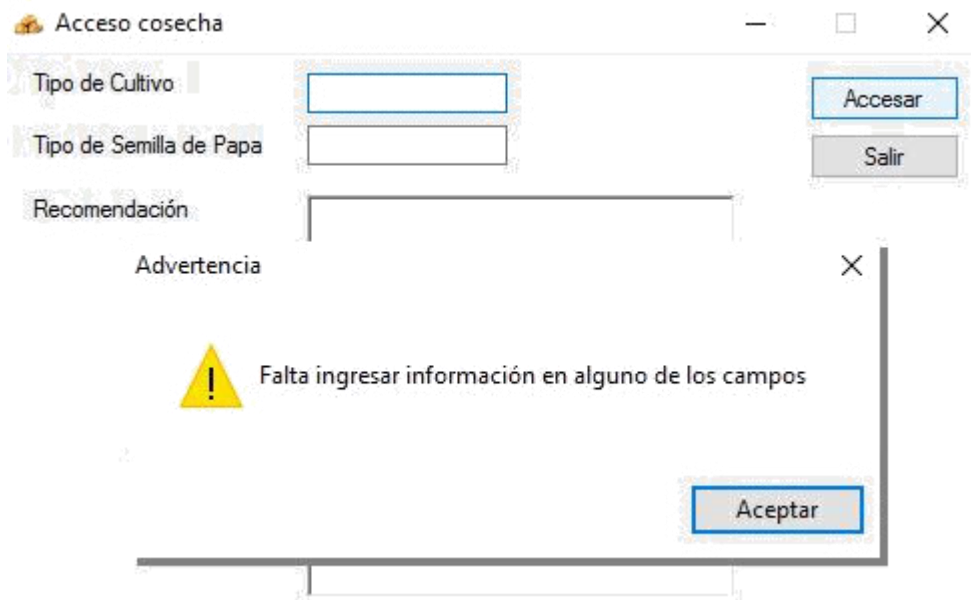 Acceso cosecha
Tipo de Cultivo
Accesar
Tipo de Semilla de Papa
Salir
Recomendación
Advertencia
Falta ingresar información en alguno de los campos
Aceptar